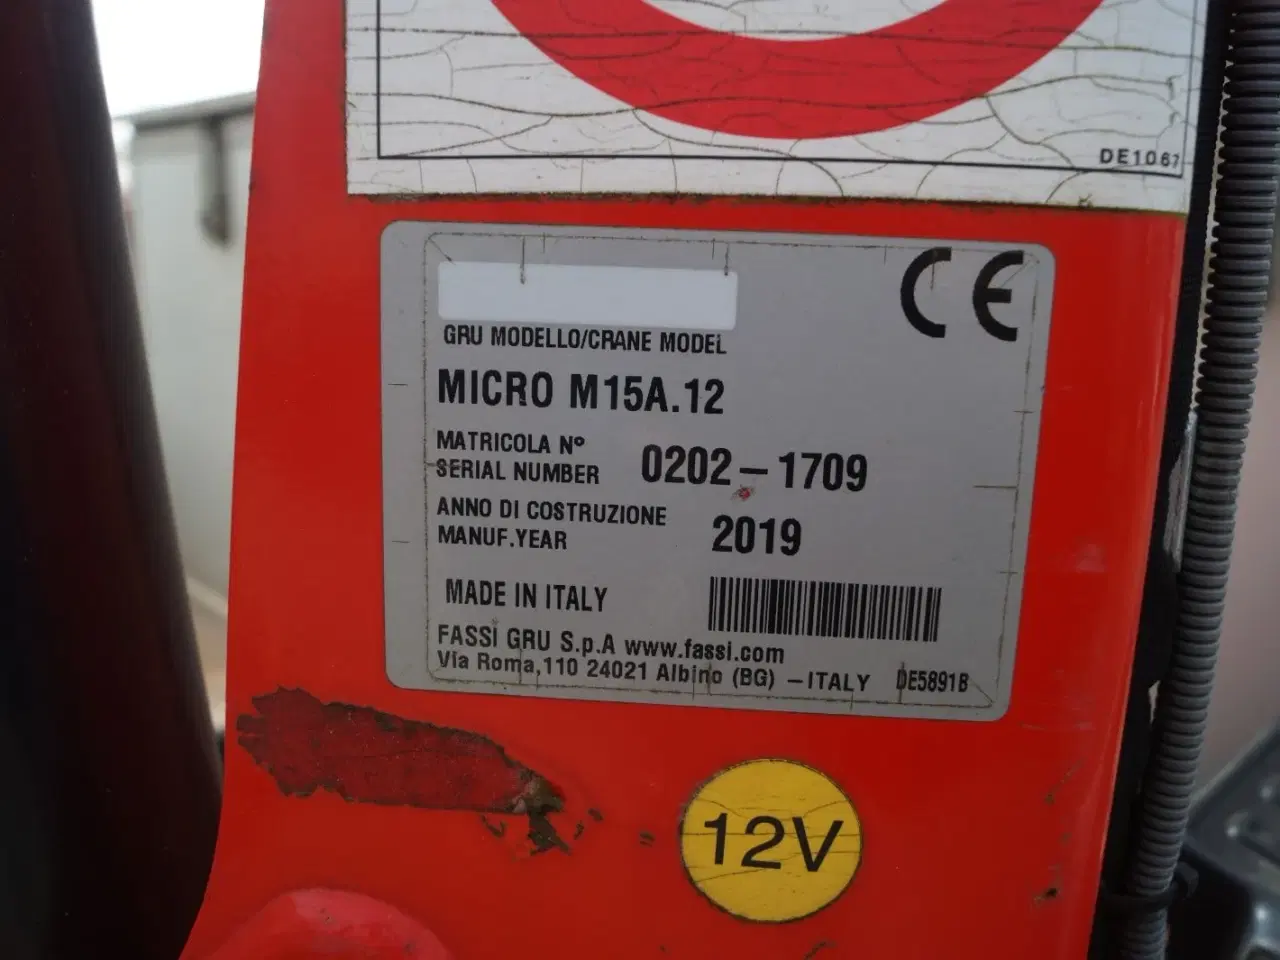 DE1067
CE
GRU MODELLO/CRANE MODEL
MICRO M15A.12
MATRICOLA Nº
SERIAL NUMBER 0202-1709
ANNO DI COSTRUZIONE
MANUF.YEAR 2019
MADE IN ITALY
FASSI GRU S.p.A www.fassi.com
Via Roma,110 24021 Albino (BG) -ITALY DE5891B
12V